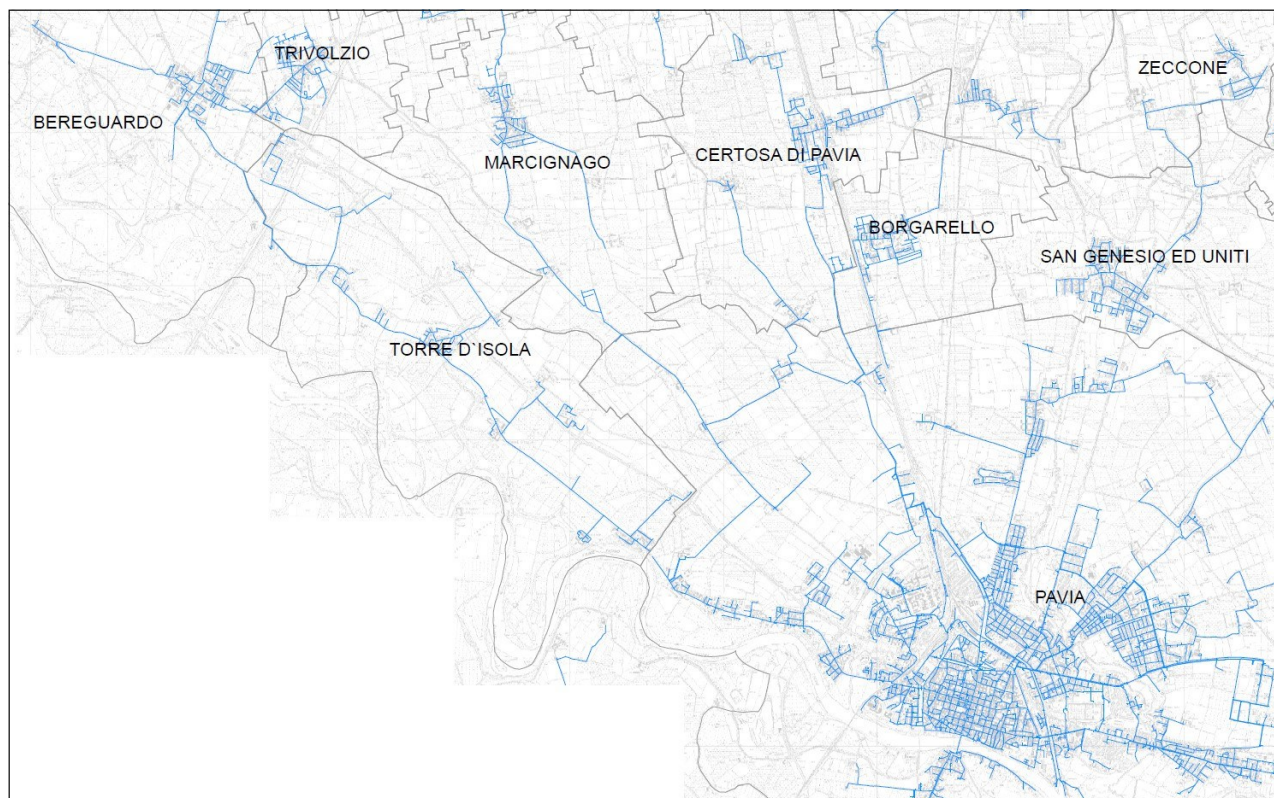 TRIVOLZIO
ZECCONE
BEREGUARDO
MARCIGNAGO
CERTOSA DI PAVIA
BORGARELLO
SAN GENESIO ED UNITI
TORRE D`ISOLA
PAVIA